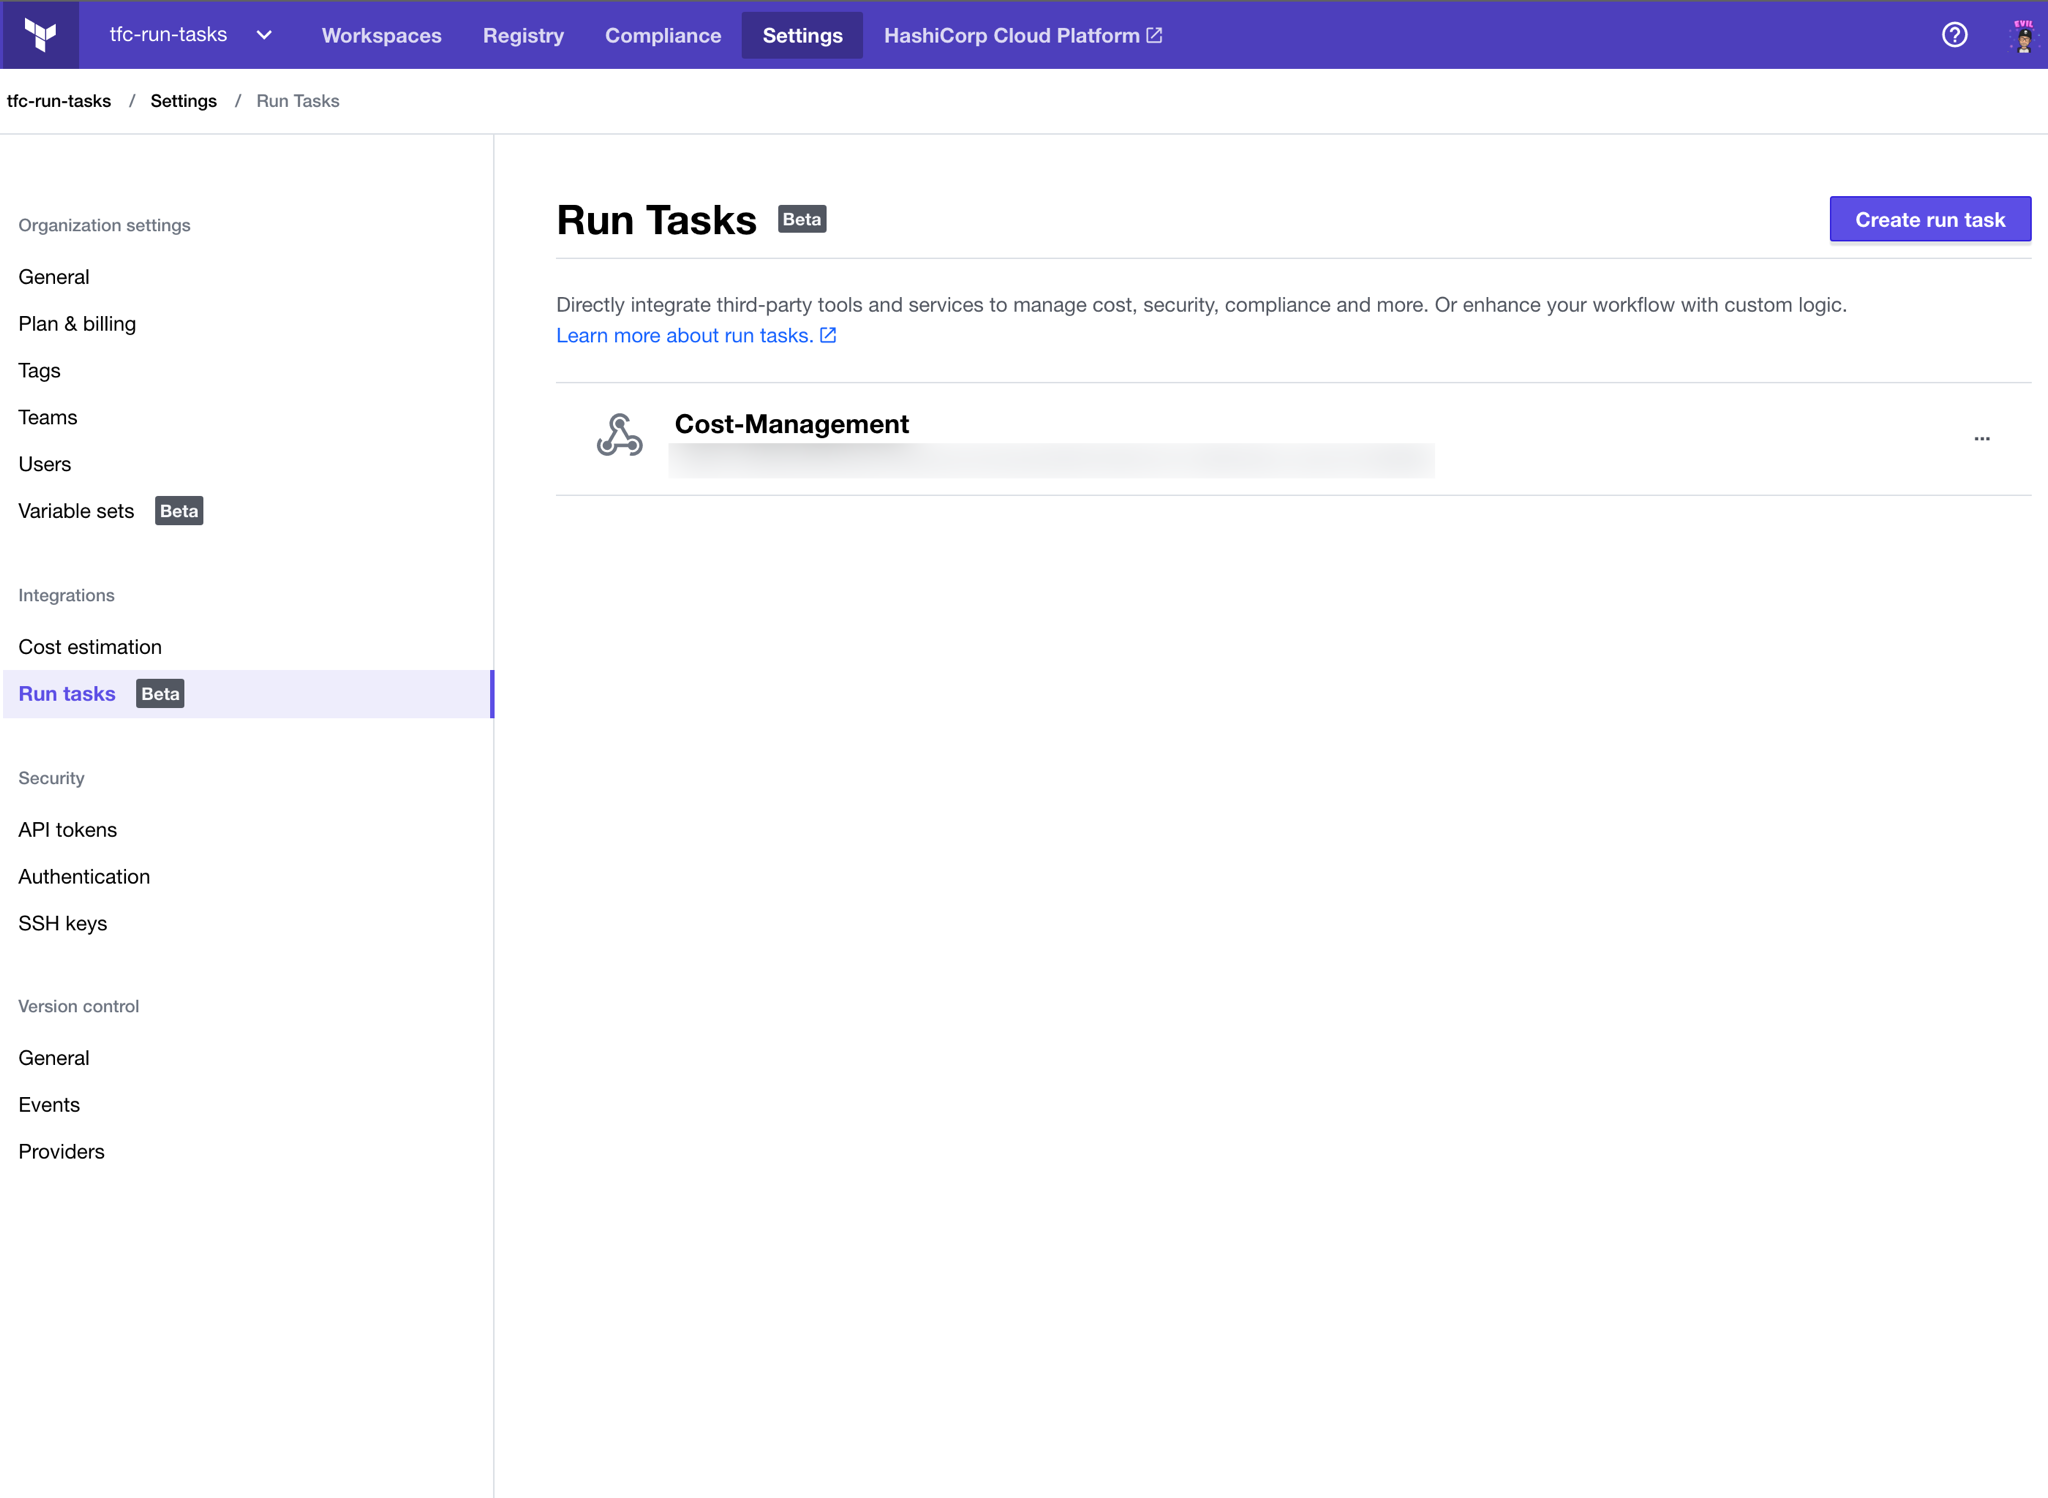 tfc-run-tasks Workspaces Registry Compliance Settings HashiCorp Cloud Platform
EVIL
tfc-run-tasks / Settings / Run Tasks
Organization settings
General
Plan & billing
Tags
Teams
Users
Variable sets Beta
Integrations
Cost estimation
Run tasks Beta
Security
API tokens
Authentication
SSH keys
Version control
General
Events
Providers
Run Tasks Beta
Create run task
Directly integrate third-party tools and services to manage cost, security, compliance and more. Or enhance your workflow with custom logic.
Learn more about run tasks.
Cost-Management